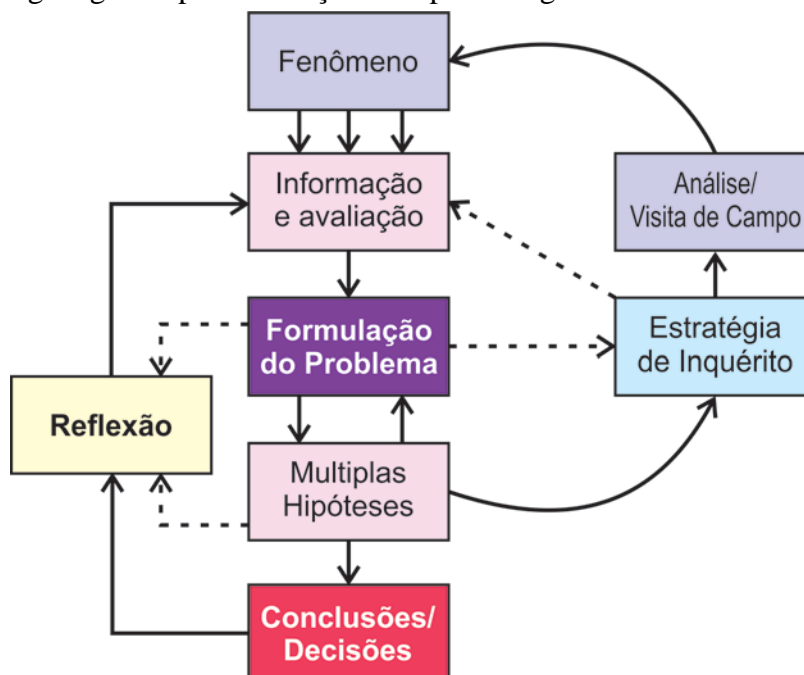 Fenômeno
Informação
e avaliação
Análise/
Visita de Campo
Formulação
do Problema
Estratégia
de Inquérito
Reflexão
Multiplas
Hipóteses
Conclusões/
Decisões